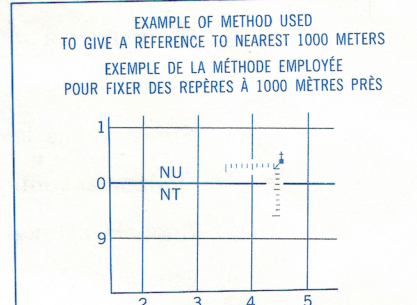 EXAMPLE OF METHOD USED
TO GIVE A REFERENCE TO NEAREST 1000 METERS
EXEMPLE DE LA MÉTHODE EMPLOYÉE
POUR FIXER DES REPÈRES À 1000 MÈTRES PRÈS
1
NU
0
NT
9
2 3 4 5